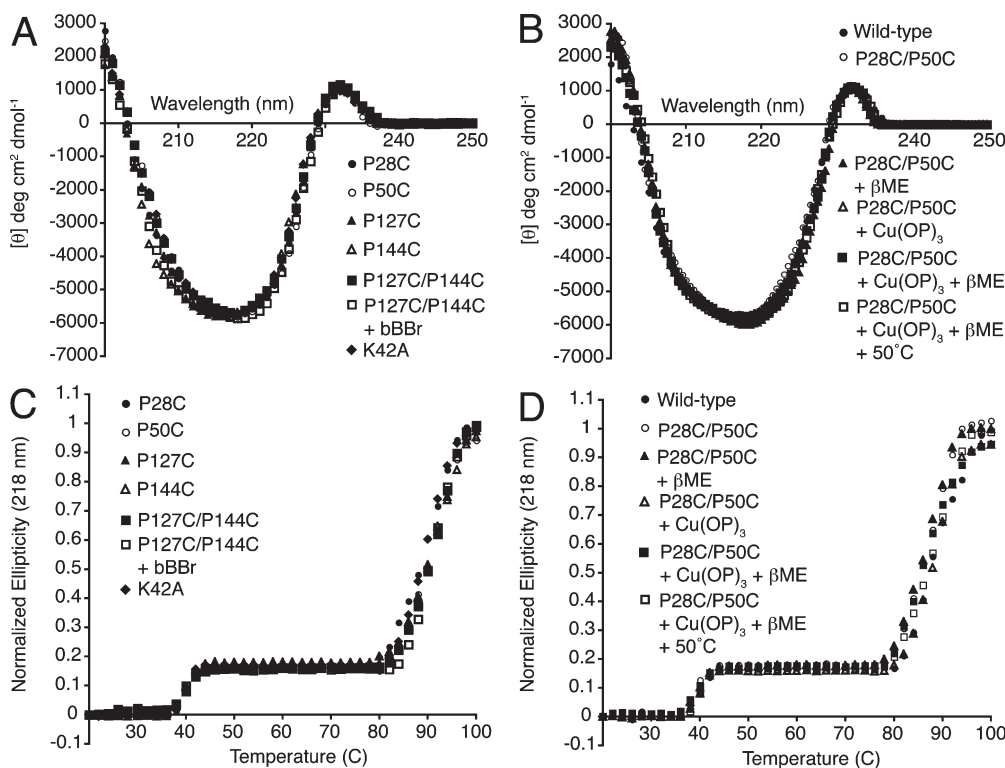 A
3000
2000
1000
0
-1000
-2000
-3000
-4000
-5000
-6000
-7000
[θ] deg cm² dmol⁻¹
Wavelength (nm)
210
220
240
250
P28C
P50C
P127C
P144C
P127C/P144C
P127C/P144C
+ bBBr
K42A
B
3000
2000
1000
0
-1000
-2000
-3000
-4000
-5000
-6000
-7000
[θ] deg cm² dmol⁻¹
Wavelength (nm)
210
220
240
250
Wild-type
P28C/P50C
P28C/P50C
+ βME
P28C/P50C
+ Cu(OP)₃
P28C/P50C
+ Cu(OP)₃ + βME
P28C/P50C
+ Cu(OP)₃ + βME
+ 50˚C
C
1.1
1
0.9
0.8
0.7
0.6
0.5
0.4
0.3
0.2
0.1
0
-0.1
Normalized Ellipticity (218 nm)
P28C
P50C
P127C
P144C
P127C/P144C
P127C/P144C
+ bBBr
K42A
30
40
50
60
70
80
90
100
Temperature (C)
D
1.1
1
0.9
0.8
0.7
0.6
0.5
0.4
0.3
0.2
0.1
0
-0.1
Normalized Ellipticity (218 nm)
Wild-type
P28C/P50C
P28C/P50C
+ βME
P28C/P50C
+ Cu(OP)₃
P28C/P50C
+ Cu(OP)₃ + βME
P28C/P50C
+ Cu(OP)₃ + βME
+ 50˚C
30
40
50
60
70
80
90
100
Temperature (C)